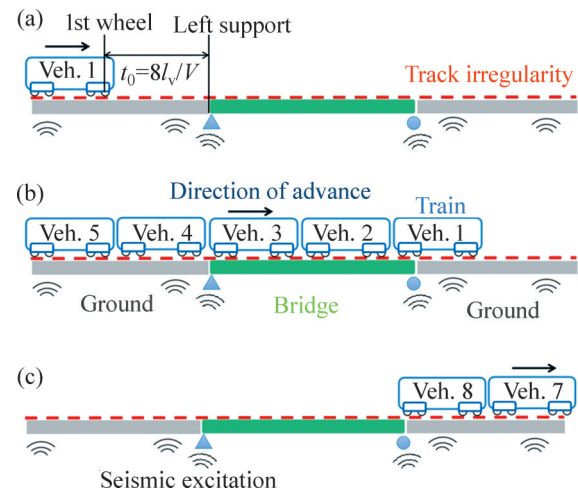 (a)
1st wheel
Left support
Veh. 1
t₀=8lᵥ/V
Track irregularity
(b)
Direction of advance
Train
Veh. 5
Veh. 4
Veh. 3
Veh. 2
Veh. 1
Ground
Bridge
Ground
(c)
Veh. 8
Veh. 7
Seismic excitation